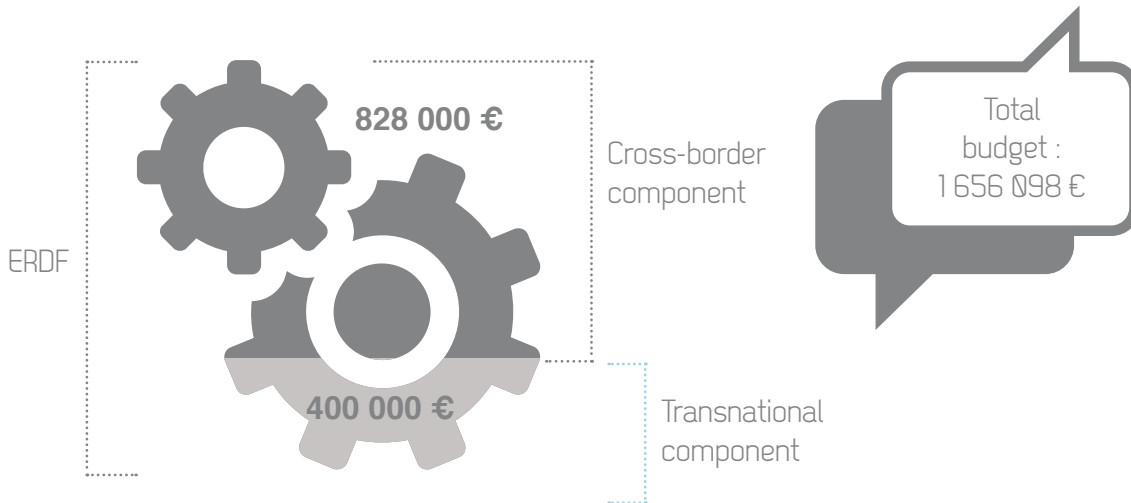 828 000 €
Total
budget :
1 656 098 €
Cross-border
component
ERDF
400 000 €
Transnational
component